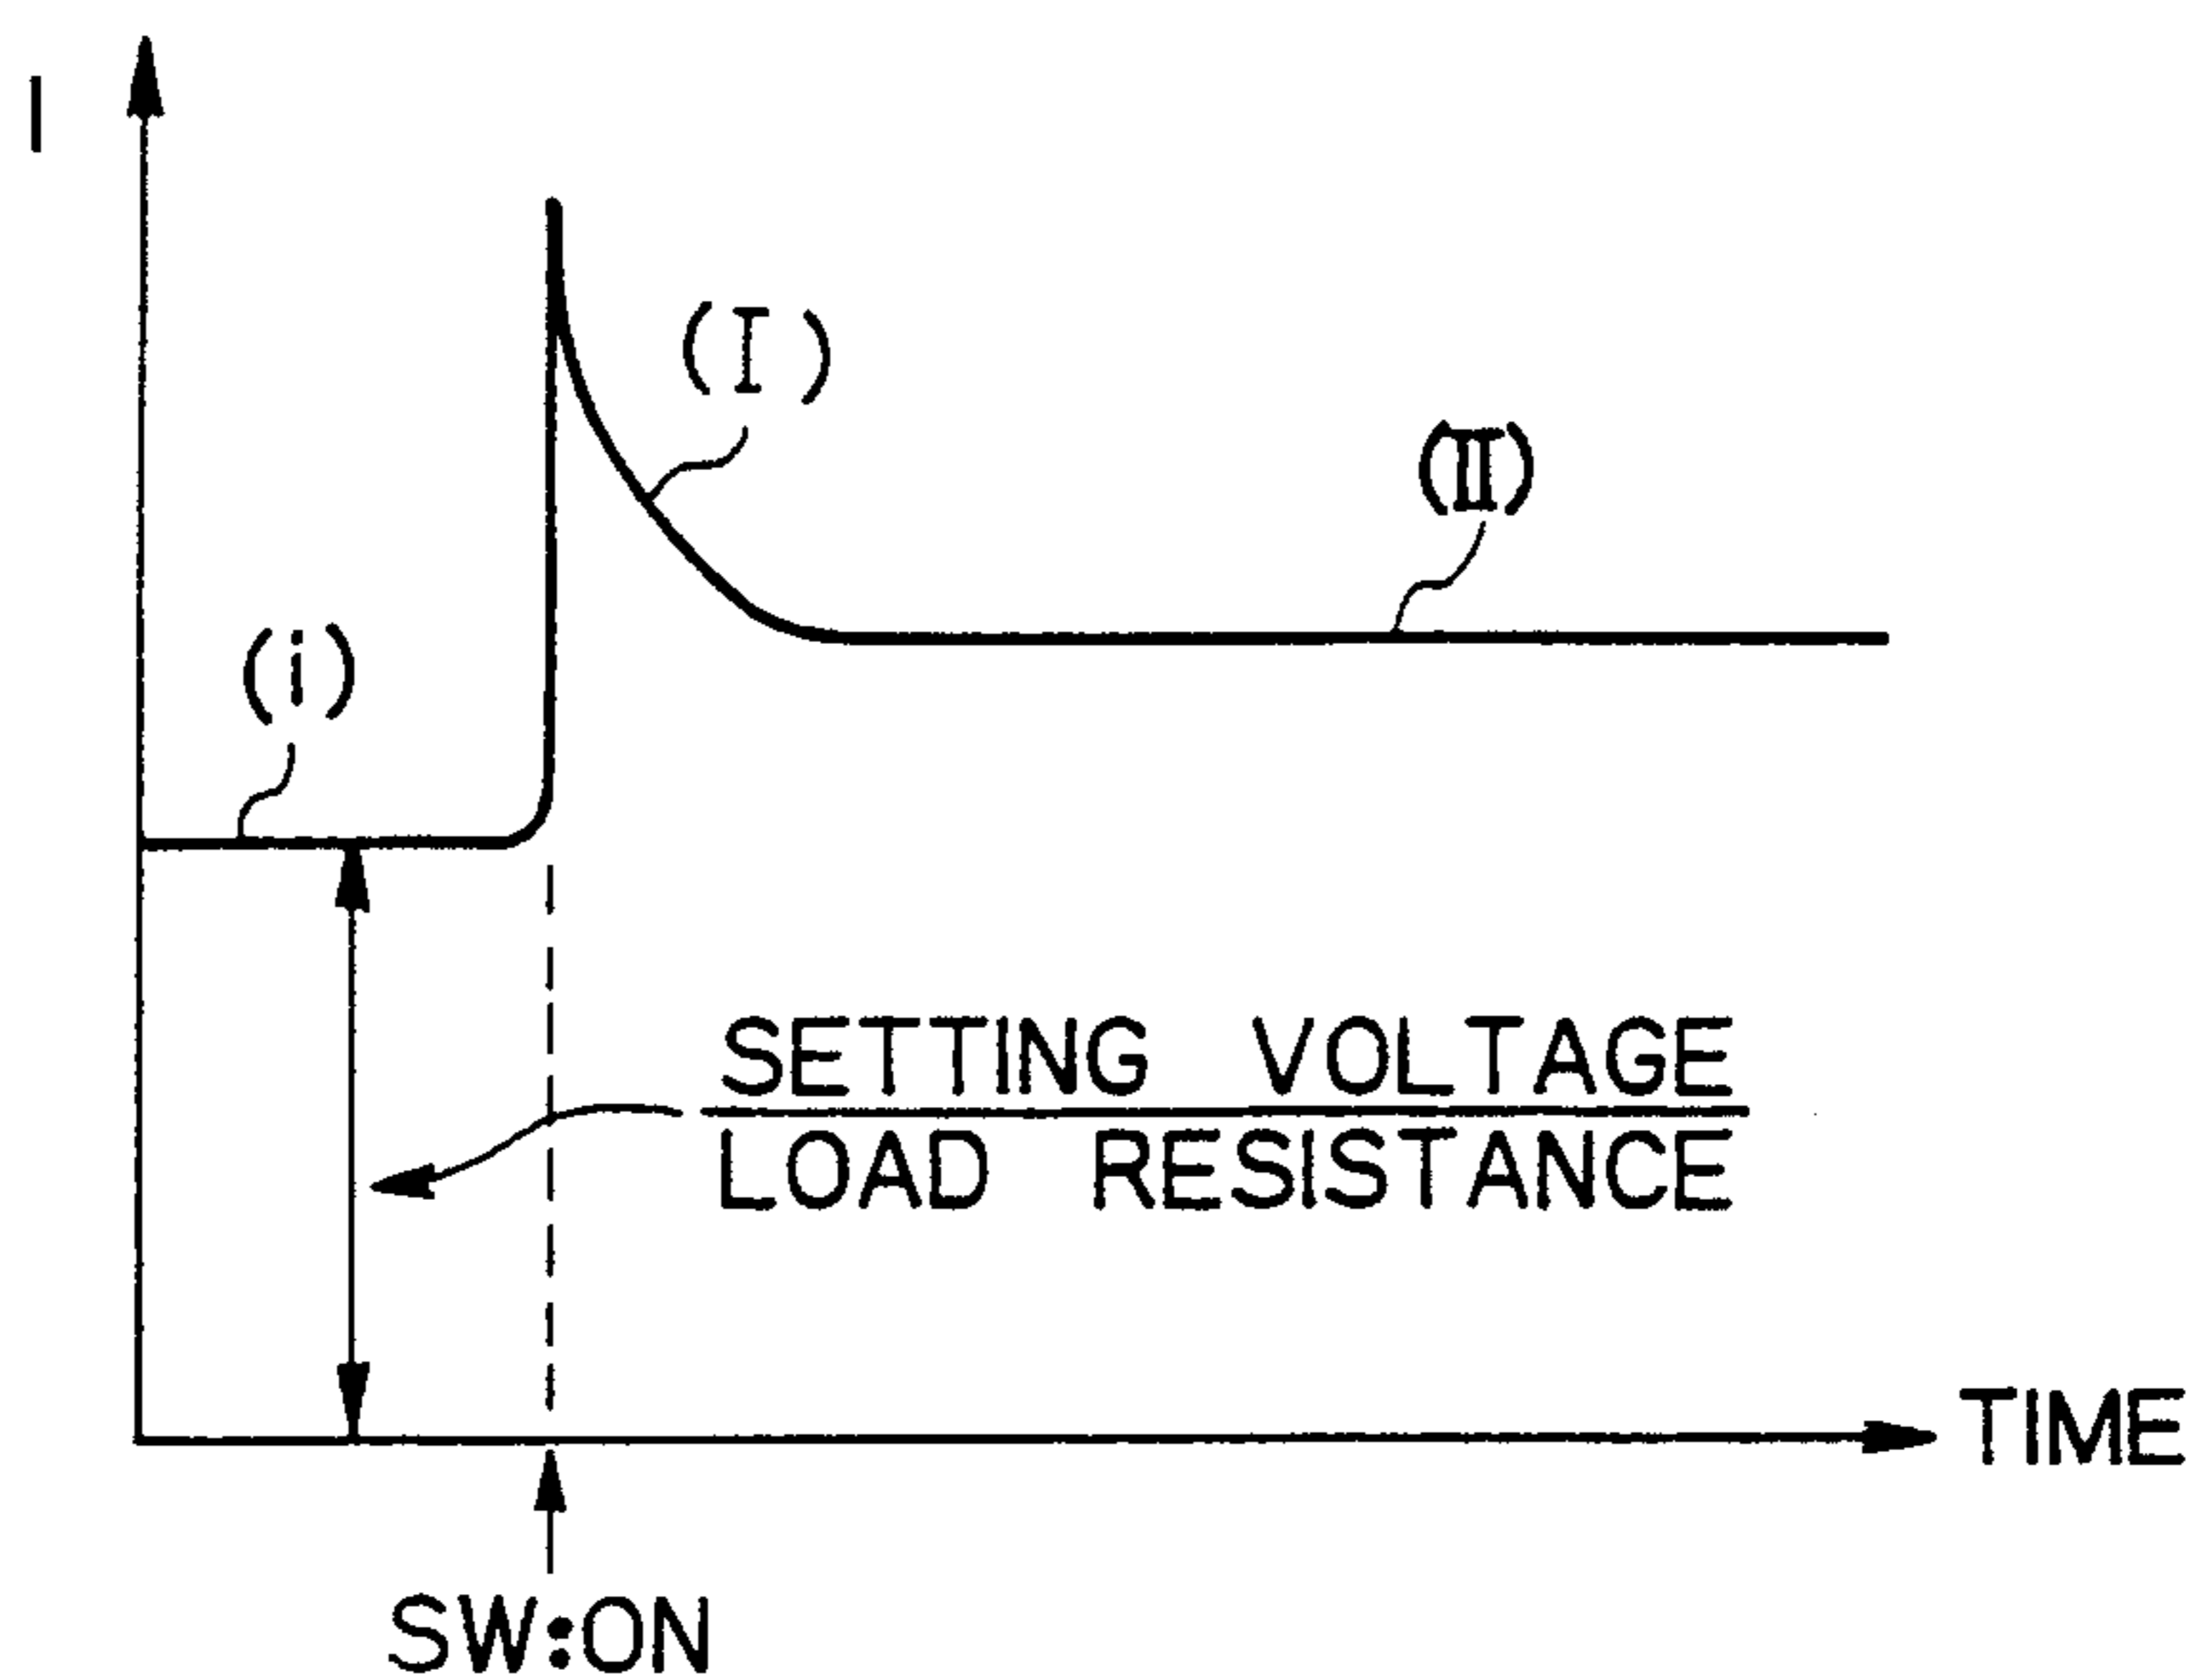 I
(I)
(II)
(i)
SETTING VOLTAGE
LOAD RESISTANCE
TIME
SW:ON